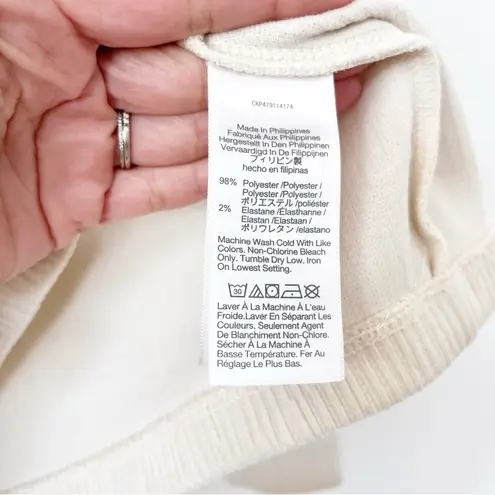 CKP479114174
Made In Philippines
Fabriqué Aux Philippines
Hergestellt In Den Philippinen
Vervaardigd In De Filippijnen
フィリピン製
hecho en filipinas
98% Polyester /Polyester /
Polyester /Polyester /
ポリエステル /poliéster
2% Elastane /Élasthanne /
Elastan /Elastaan /
ポリウレタン /elastano
Machine Wash Cold With Like
Colors. Non-Chlorine Bleach
Only. Tumble Dry Low. Iron
On Lowest Setting.
30
Laver À La Machine À L'eau
Froide.Laver En Séparant Les
Couleurs. Seulement Agent
De Blanchiment Non-Chlore.
Sécher À La Machine À
Basse Température. Fer Au
Réglage Le Plus Bas.